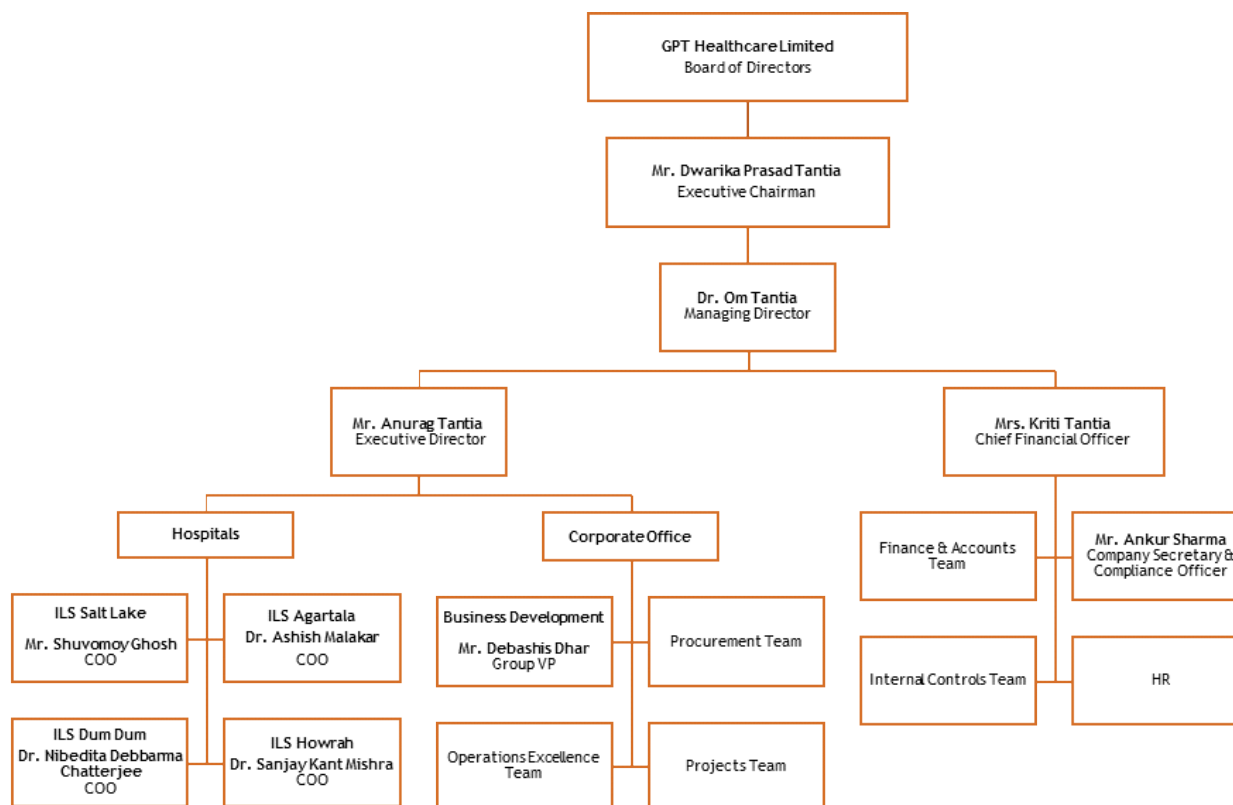 GPT Healthcare Limited
Board of Directors
Mr. Dwarika Prasad Tantia
Executive Chairman
Dr. Om Tantia
Managing Director
Mr. Anurag Tantia
Executive Director
Mrs. Kriti Tantia
Chief Financial Officer
Hospitals
Corporate Office
Finance & Accounts
Team
Mr. Ankur Sharma
Company Secretary &
Compliance Officer
ILS Salt Lake
Mr. Shuvomoy Ghosh
COO
ILS Agartala
Dr. Ashish Malakar
COO
Business Development
Mr. Debashis Dhar
Group VP
Procurement Team
Internal Controls Team
HR
ILS Dum Dum
Dr. Nibedita Debbarma
Chatterjee
COO
ILS Howrah
Dr. Sanjay Kant Mishra
COO
Operations Excellence
Team
Projects Team